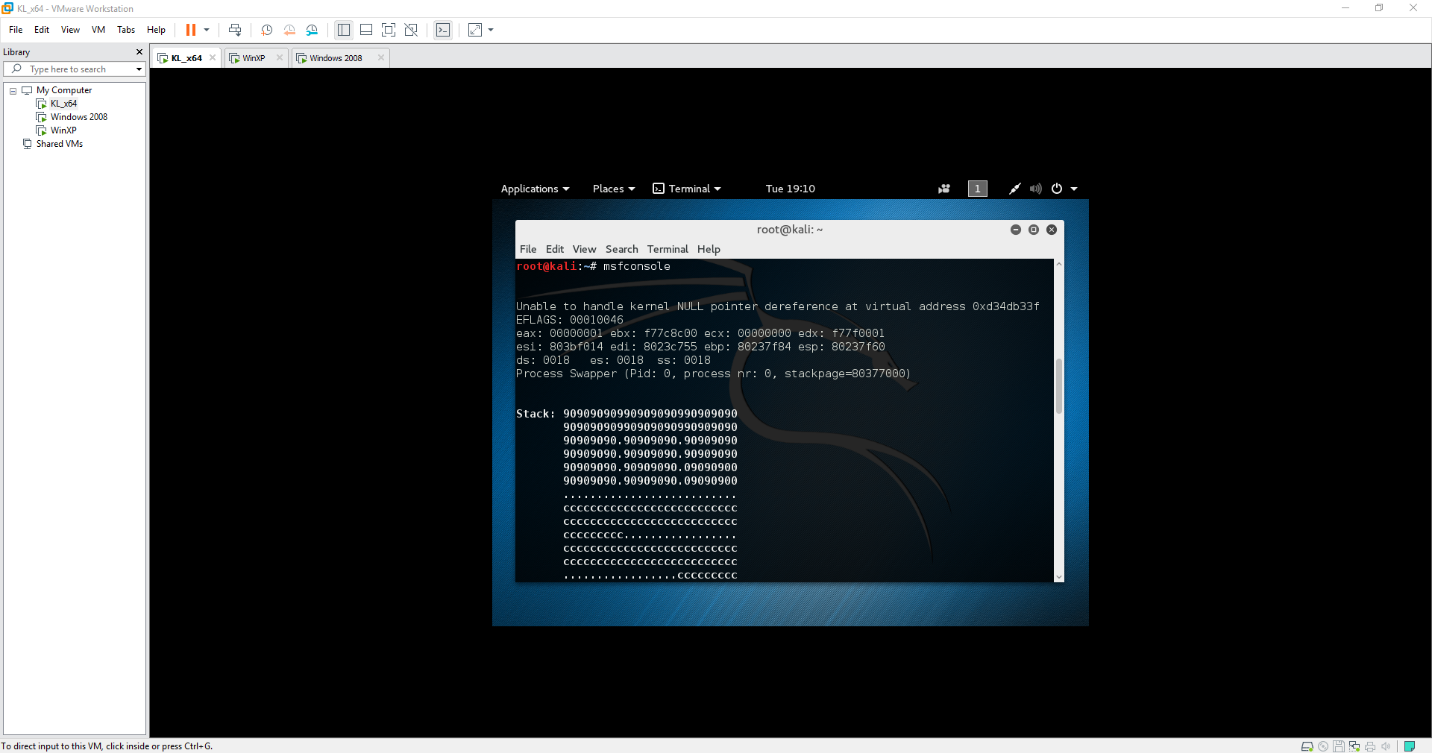 KL_x64 - VMware Workstation
File Edit View VM Tabs Help
Library
Type here to search
My Computer
KL_x64
Windows 2008
WinXP
Shared VMs
KL_x64 WinXP Windows 2008
Applications Places Terminal Tue 19:10 1
root@kali: ~
File Edit View Search Terminal Help
root@kali:~# msfconsole
Unable to handle kernel NULL pointer dereference at virtual address 0xd34db33f
EFLAGS: 00010046
eax: 00000001 ebx: f77c8c00 ecx: 00000000 edx: f77f0001
esi: 803bf014 edi: 8023c755 ebp: 80237f84 esp: 80237f60
ds: 0018 es: 0018 ss: 0018
Process Swapper (Pid: 0, process nr: 0, stackpage=80377000)
Stack: 90909090990909090990909090
90909090990909090990909090
90909090.90909090.90909090
90909090.90909090.90909090
90909090.90909090.09090900
90909090.90909090.09090900
..........................
cccccccccccccccccccccccccc
cccccccccccccccccccccccccc
ccccccccc.................
cccccccccccccccccccccccccc
cccccccccccccccccccccccccc
.................ccccccccc
To direct input to this VM, click inside or press Ctrl+G.